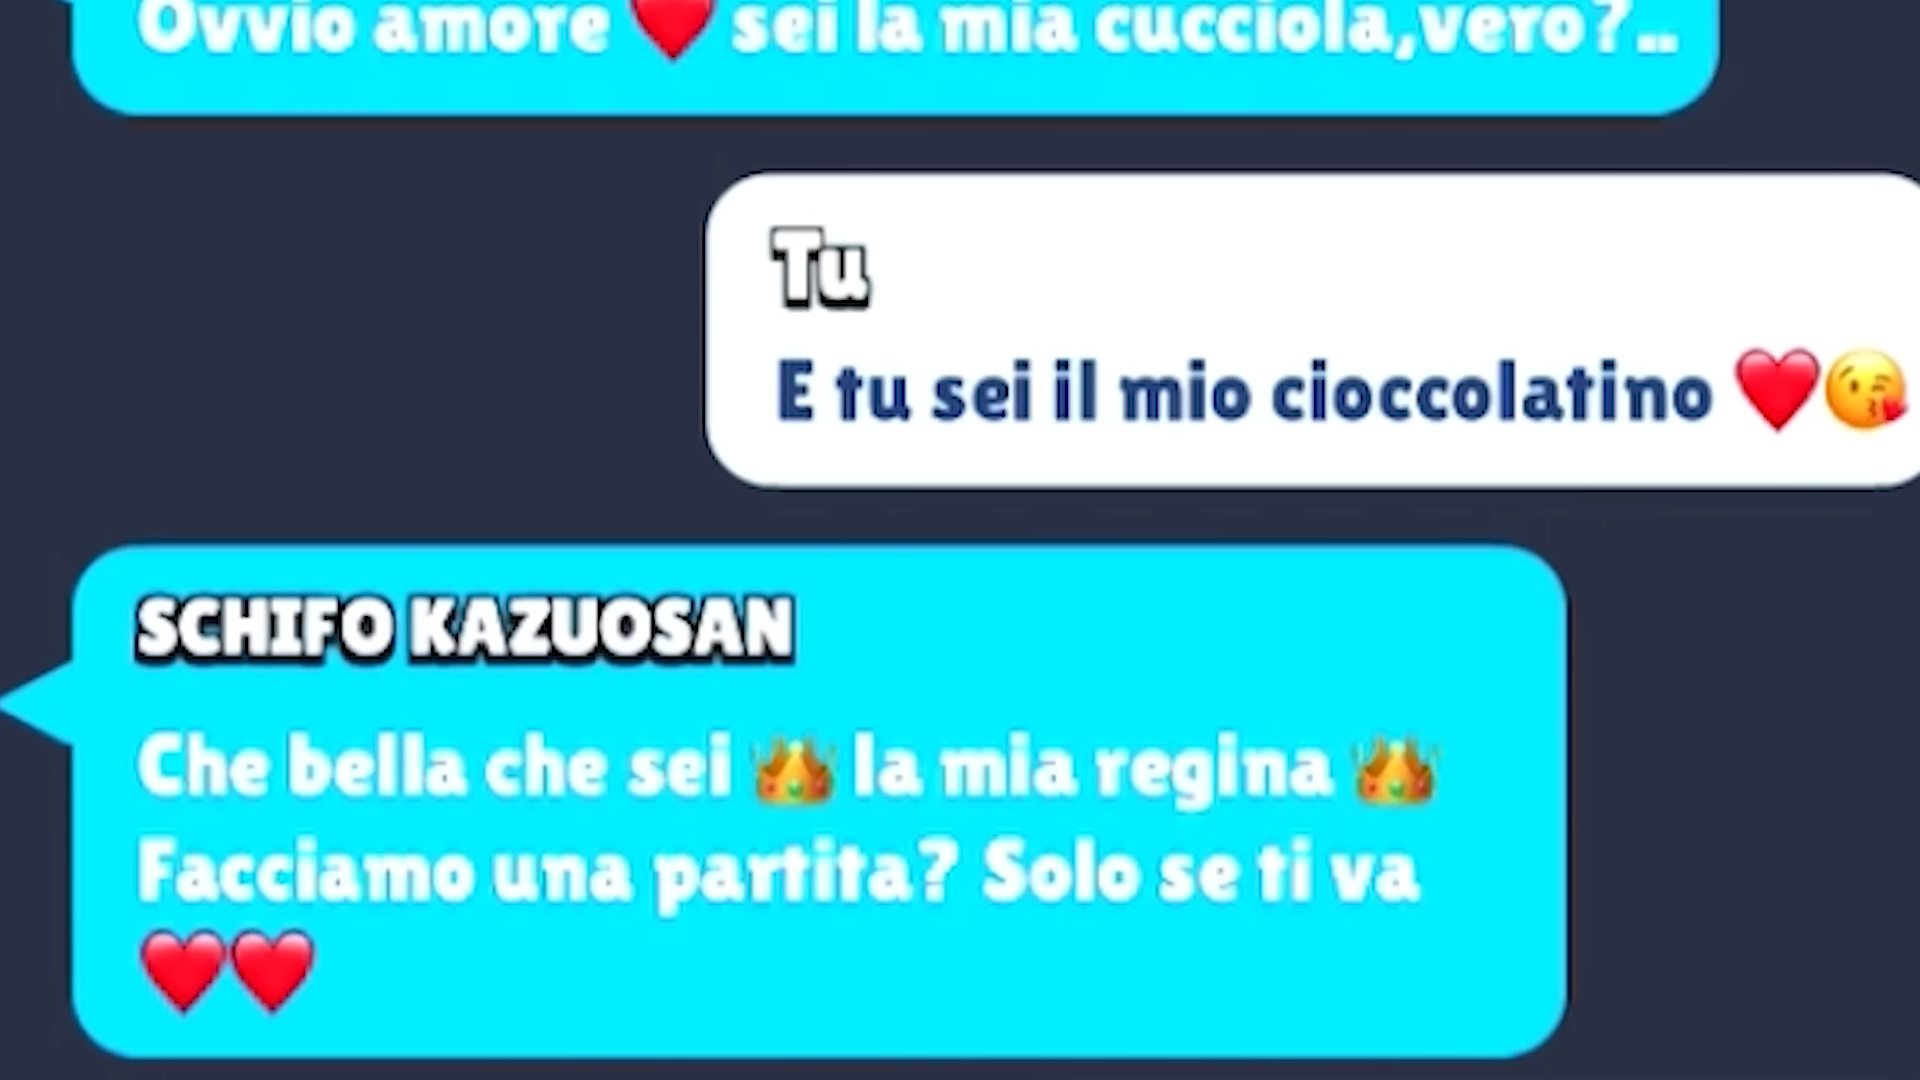 Ovvio amore ❤️ sei la mia cucciola,vero?..
Tu
E tu sei il mio cioccolatino ❤️😘
SCHIFO KAZUOSAN
Che bella che sei 👑 la mia regina 👑
Facciamo una partita? Solo se ti va
❤️❤️